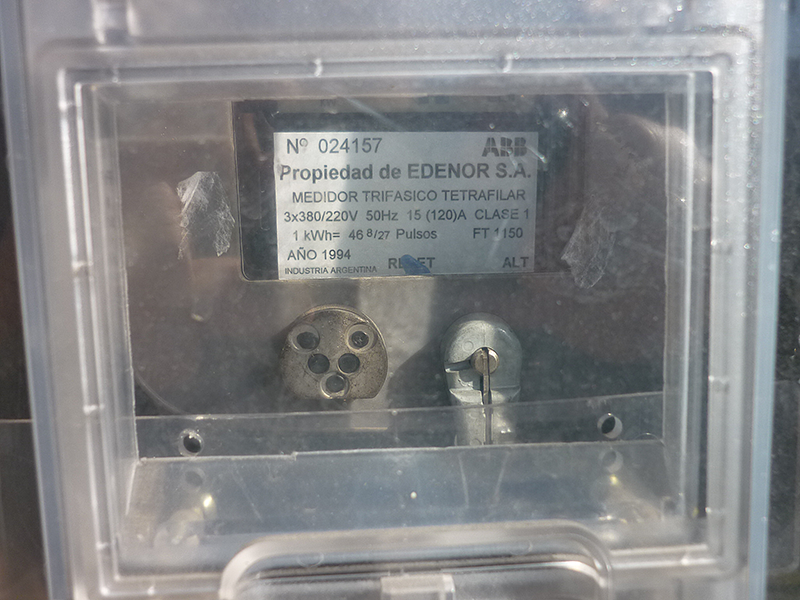 Nº 024157 ABB
Propiedad de EDENOR S.A.
MEDIDOR TRIFASICO TETRAFILAR
3x380/220V 50Hz 15 (120)A CLASE 1
1 kWh= 46 8/27 Pulsos FT 1150
AÑO 1994
INDUSTRIA ARGENTINA RESET ALT